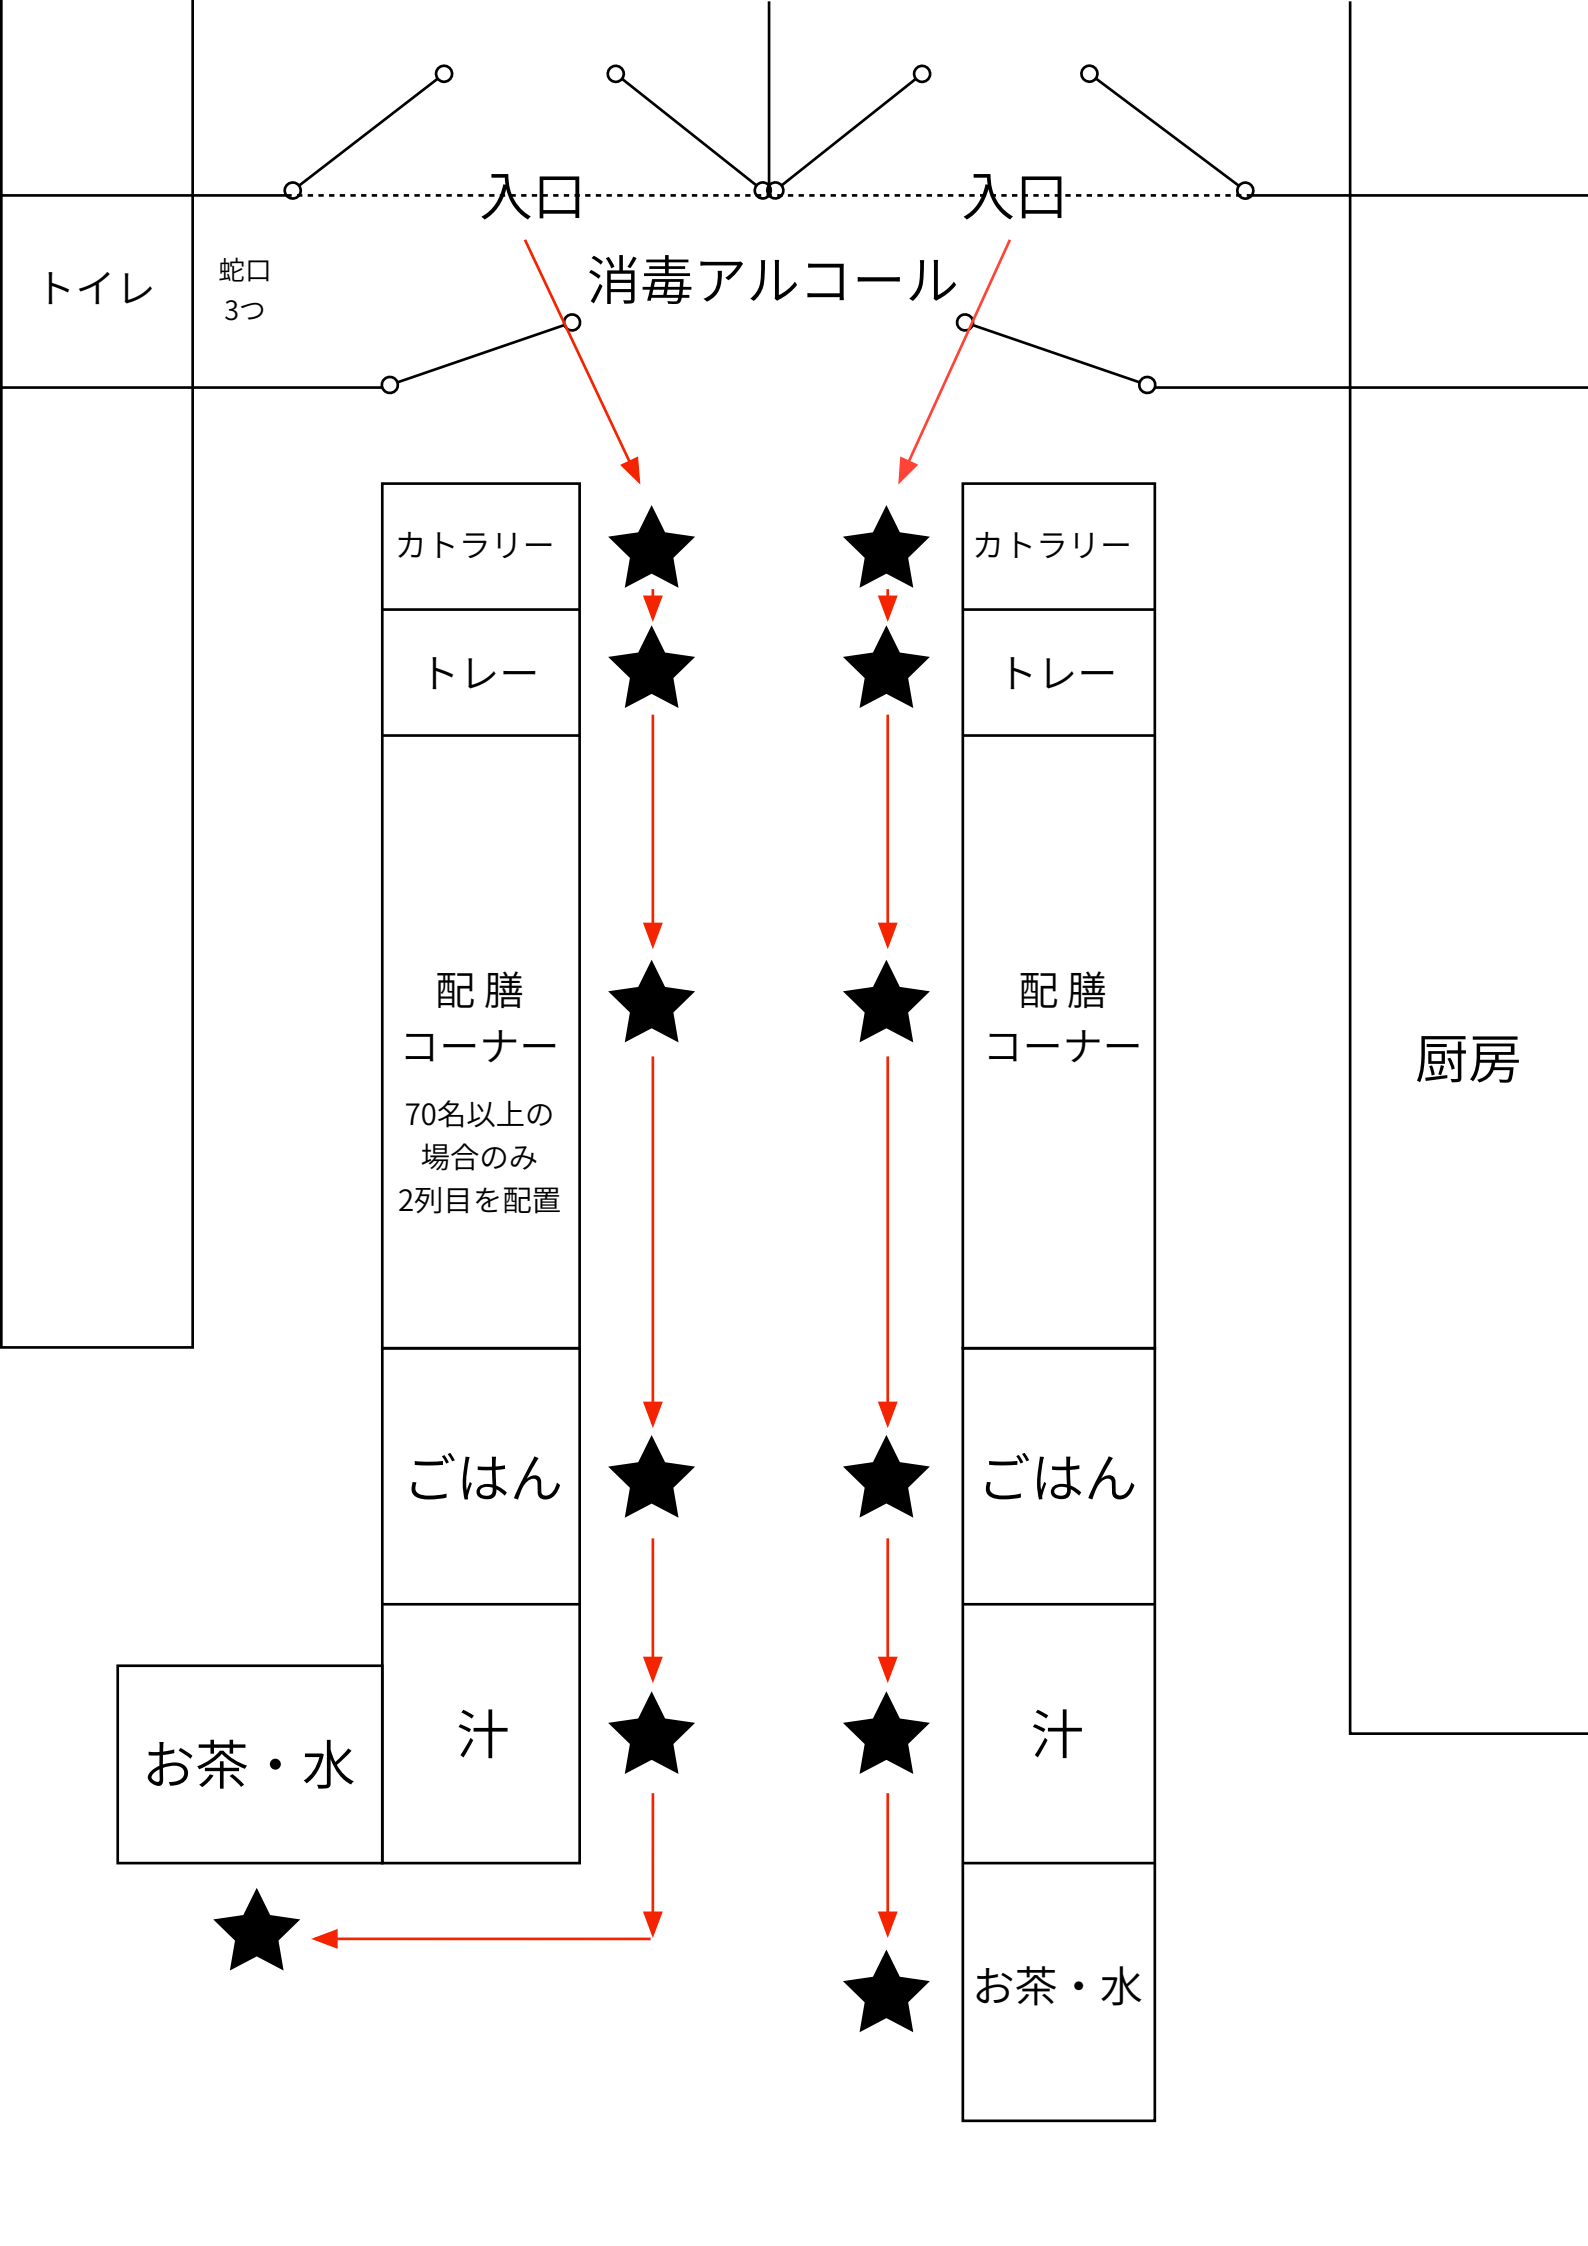 入口
入口
消毒アルコール
トイレ
蛇口
3つ
カトラリー
カトラリー
トレー
トレー
配 膳
コーナー
70名以上の
場合のみ
2列目を配置
配 膳
コーナー
厨房
ごはん
ごはん
お茶・水
汁
汁
お茶・水